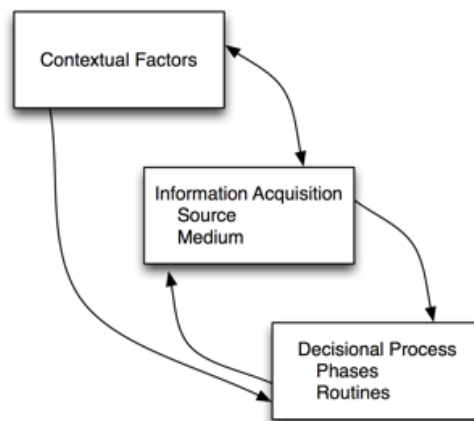 Contextual Factors
Information Acquisition
Source
Medium
Decisional Process
Phases
Routines